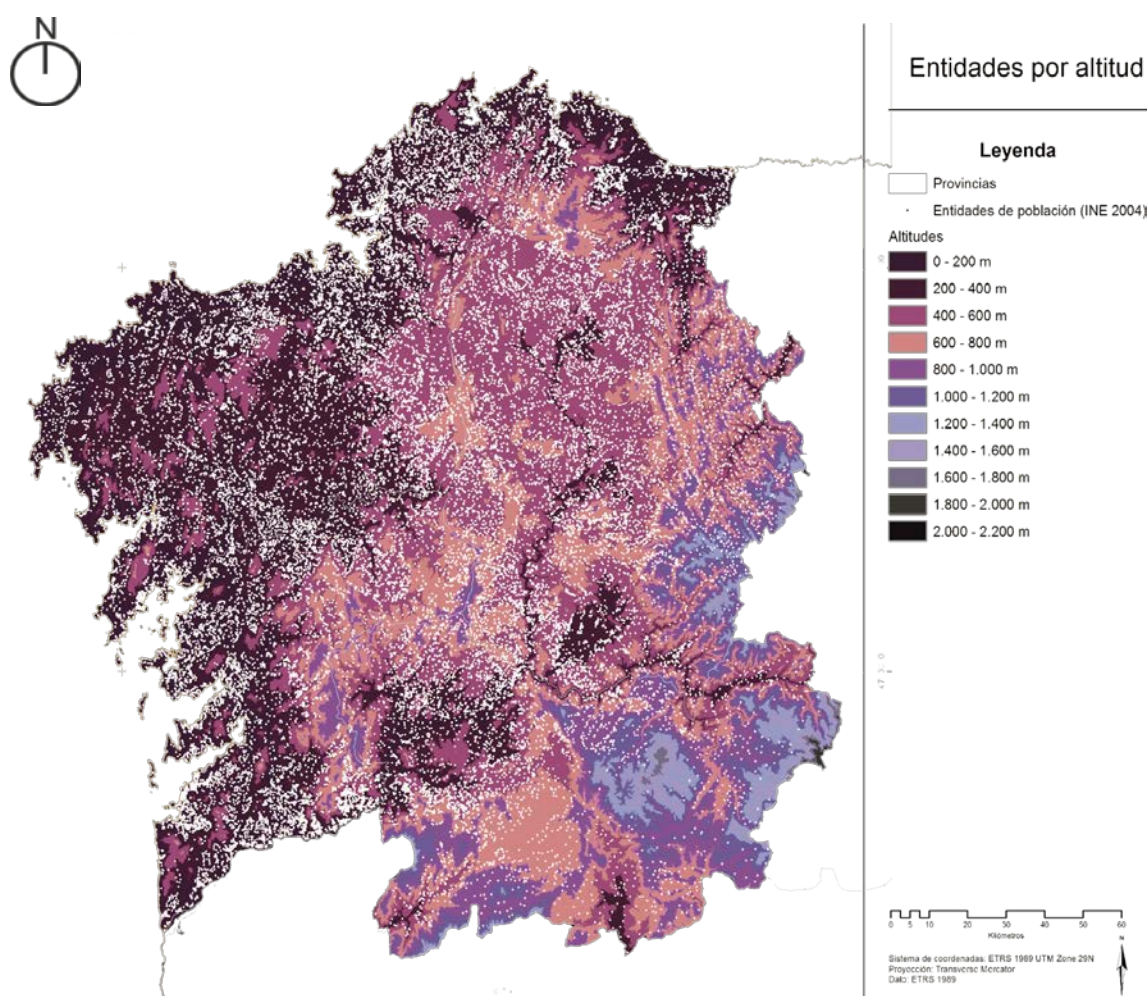 N
Entidades por altitud
Leyenda
Provincias
Entidades de población (INE 2004)
Altitudes
0 - 200 m
200 - 400 m
400 - 600 m
600 - 800 m
800 - 1.000 m
1.000 - 1.200 m
1.200 - 1.400 m
1.400 - 1.600 m
1.600 - 1.800 m
1.800 - 2.000 m
2.000 - 2.200 m
0 5 10 20 30 40 50 60
Kilómetros
N
Sistema de coordenadas: ETRS 1989 UTM Zone 29N
Proyección: Transverse Mercator
Dato: ETRS 1989